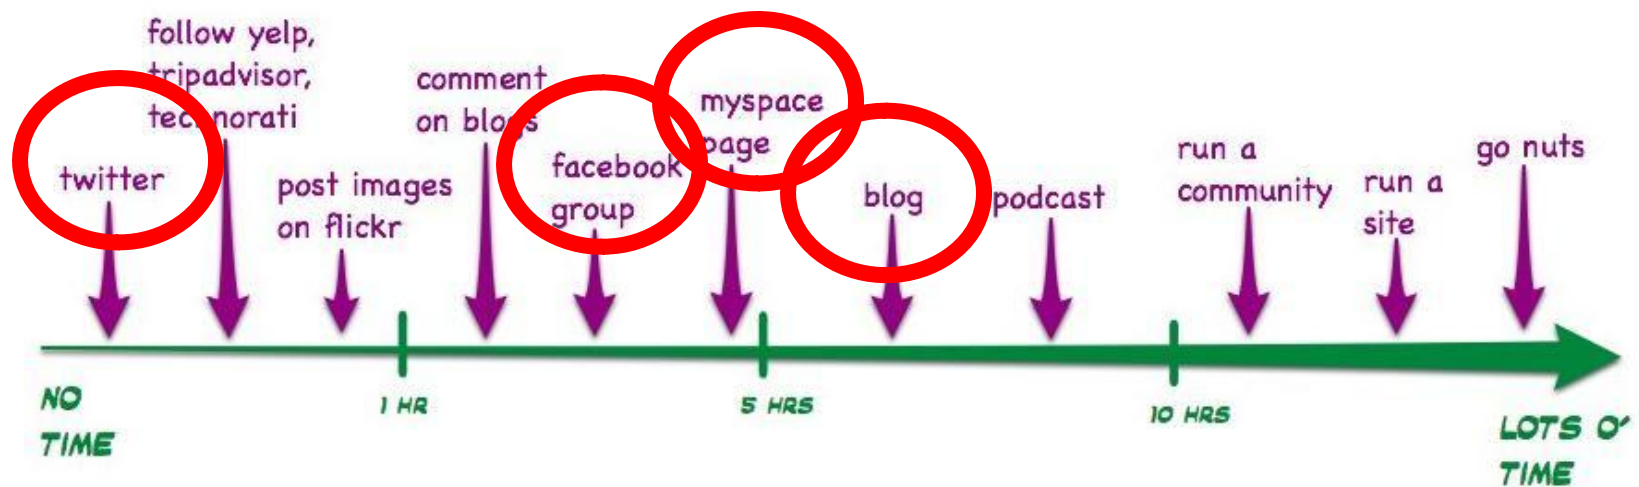 follow yelp,
tripadvisor,
technorati
twitter
post images
on flickr
comment
on blogs
facebook
group
myspace
page
blog
podcast
run a
community
run a
site
go nuts
NO
TIME
1 HR
5 HRS
10 HRS
LOTS O'
TIME